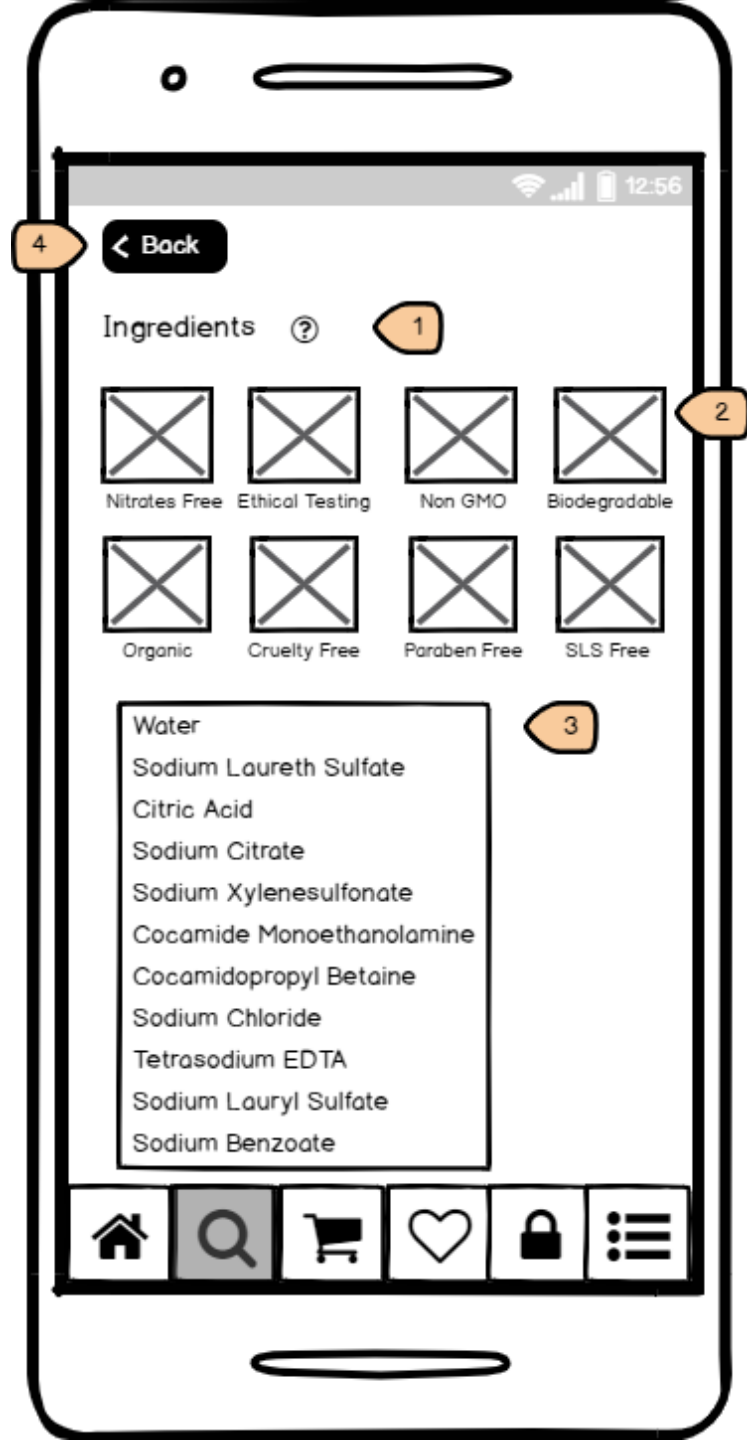 12:56
4
Back
Ingredients ?
1
2
Nitrates Free Ethical Testing Non GMO Biodegradable
Organic Cruelty Free Paraben Free SLS Free
Water
3
Sodium Laureth Sulfate
Citric Acid
Sodium Citrate
Sodium Xylenesulfonate
Cocamide Monoethanolamine
Cocamidopropyl Betaine
Sodium Chloride
Tetrasodium EDTA
Sodium Lauryl Sulfate
Sodium Benzoate